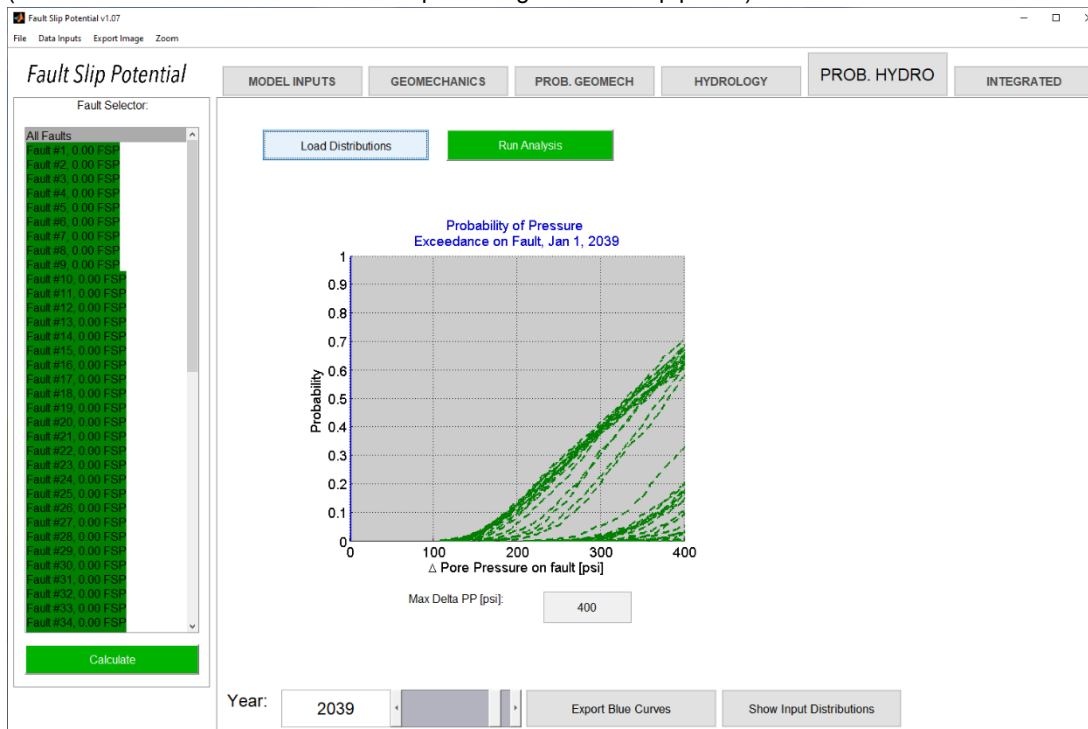 Fault Slip Potential v1.07
File Data Inputs Export Image Zoom
Fault Slip Potential
MODEL INPUTS GEOMECHANICS PROB. GEOMECH HYDROLOGY PROB. HYDRO INTEGRATED
Fault Selector:
All Faults
Fault #1, 0.00 FSP
Fault #2, 0.00 FSP
Fault #3, 0.00 FSP
Fault #4, 0.00 FSP
Fault #5, 0.00 FSP
Fault #6, 0.00 FSP
Fault #7, 0.00 FSP
Fault #8, 0.00 FSP
Fault #9, 0.00 FSP
Fault #10, 0.00 FSP
Fault #11, 0.00 FSP
Fault #12, 0.00 FSP
Fault #13, 0.00 FSP
Fault #14, 0.00 FSP
Fault #15, 0.00 FSP
Fault #16, 0.00 FSP
Fault #17, 0.00 FSP
Fault #18, 0.00 FSP
Fault #19, 0.00 FSP
Fault #20, 0.00 FSP
Fault #21, 0.00 FSP
Fault #22, 0.00 FSP
Fault #23, 0.00 FSP
Fault #24, 0.00 FSP
Fault #25, 0.00 FSP
Fault #26, 0.00 FSP
Fault #27, 0.00 FSP
Fault #28, 0.00 FSP
Fault #29, 0.00 FSP
Fault #30, 0.00 FSP
Fault #31, 0.00 FSP
Fault #32, 0.00 FSP
Fault #33, 0.00 FSP
Fault #34, 0.00 FSP
Calculate
Load Distributions Run Analysis
Probability of Pressure
Exceedance on Fault, Jan 1, 2039
1
0.9
0.8
0.7
0.6
0.5
0.4
0.3
0.2
0.1
0
Probability
0 100 200 300 400
Δ Pore Pressure on fault [psi]
Max Delta PP [psi]: 400
Year: 2039 Export Blue Curves Show Input Distributions